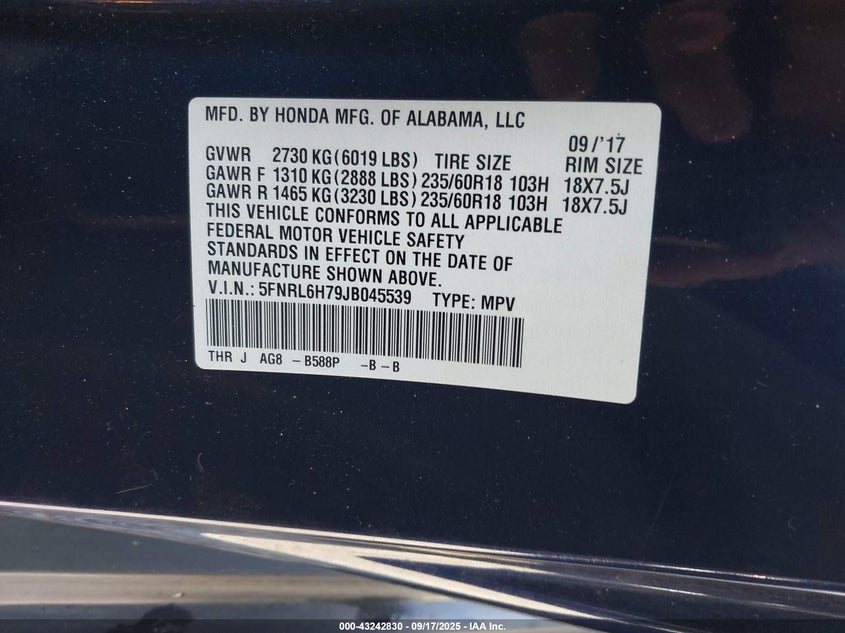 MFD. BY HONDA MFG. OF ALABAMA, LLC
09/'17
GVWR 2730 KG(6019 LBS) TIRE SIZE RIM SIZE
GAWR F 1310 KG(2888 LBS) 235/60R18 103H 18X7.5J
GAWR R 1465 KG(3230 LBS) 235/60R18 103H 18X7.5J
THIS VEHICLE CONFORMS TO ALL APPLICABLE
FEDERAL MOTOR VEHICLE SAFETY
STANDARDS IN EFFECT ON THE DATE OF
MANUFACTURE SHOWN ABOVE.
V.I.N.: 5FNRL6H79JB045539 TYPE: MPV
THR J AG8 - B588P -B-B
000-43242830 - 09/17/2025 - IAA Inc.